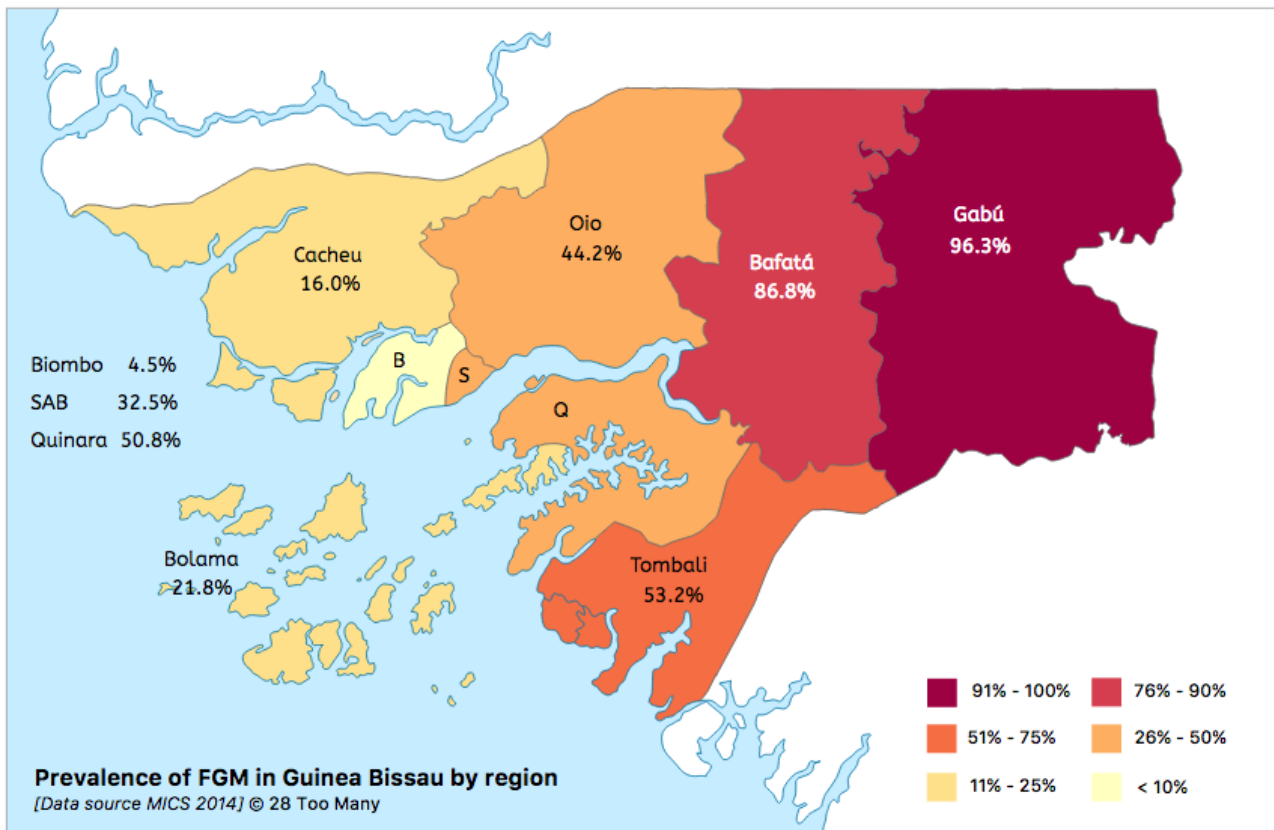 Oio
44.2%
Gabú
96.3%
Cacheu
16.0%
Bafatá
86.8%
Biombo 4.5%
SAB 32.5%
Quinara 50.8%
B
S
Q
Bolama
21.8%
Tombali
53.2%
91% - 100%
76% - 90%
51% - 75%
26% - 50%
11% - 25%
< 10%
Prevalence of FGM in Guinea Bissau by region
[Data source MICS 2014] © 28 Too Many